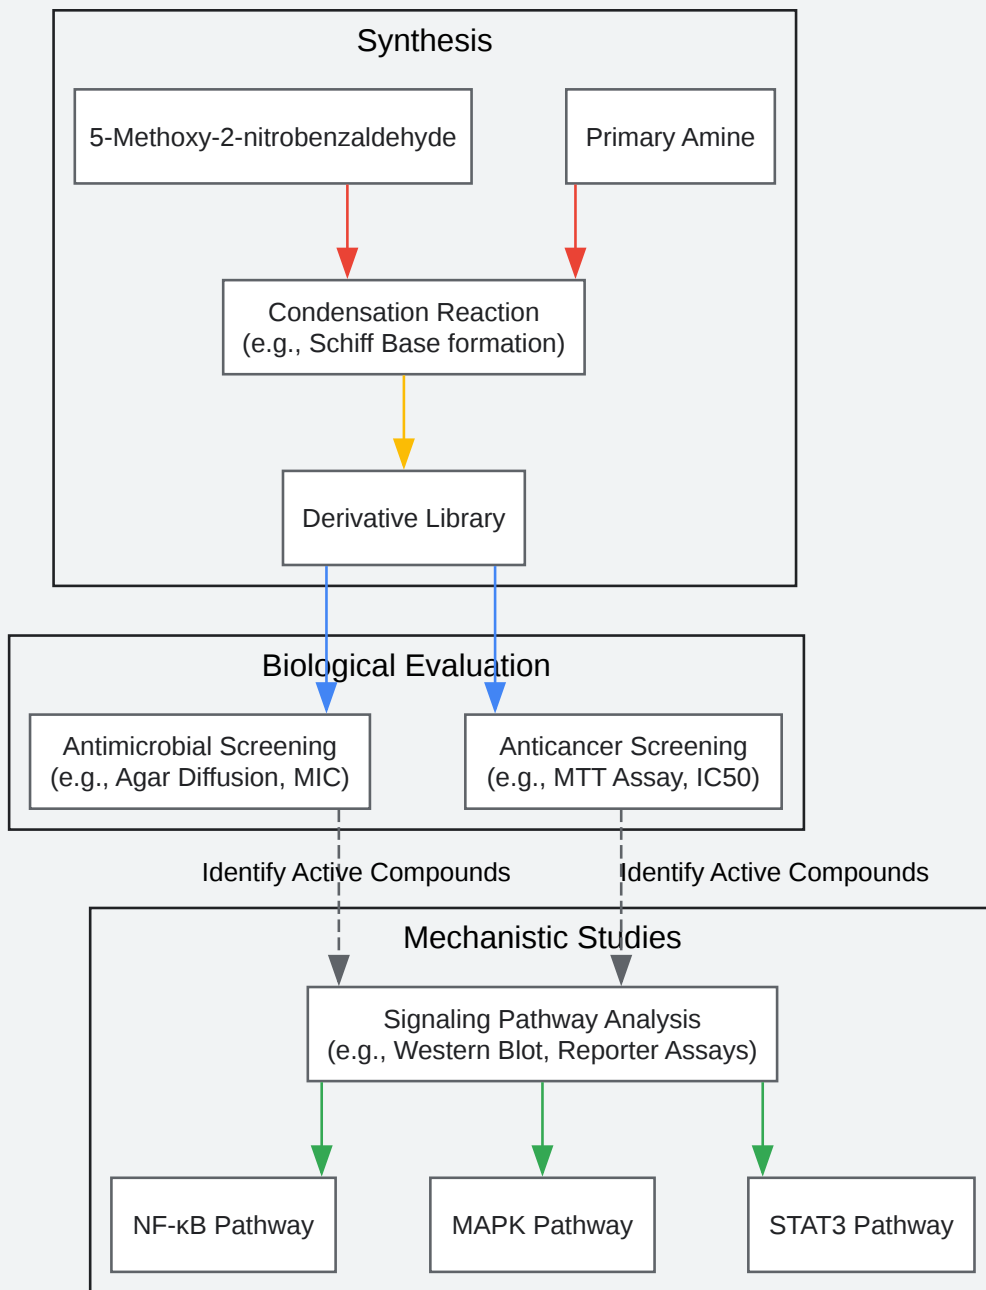 Synthesis
5-Methoxy-2-nitrobenzaldehyde
Primary Amine
Condensation Reaction
(e.g., Schiff Base formation)
Derivative Library
Biological Evaluation
Antimicrobial Screening
(e.g., Agar Diffusion, MIC)
Anticancer Screening
(e.g., MTT Assay, IC50)
Identify Active Compounds
Identify Active Compounds
Mechanistic Studies
Signaling Pathway Analysis
(e.g., Western Blot, Reporter Assays)
NF-κB Pathway
MAPK Pathway
STAT3 Pathway